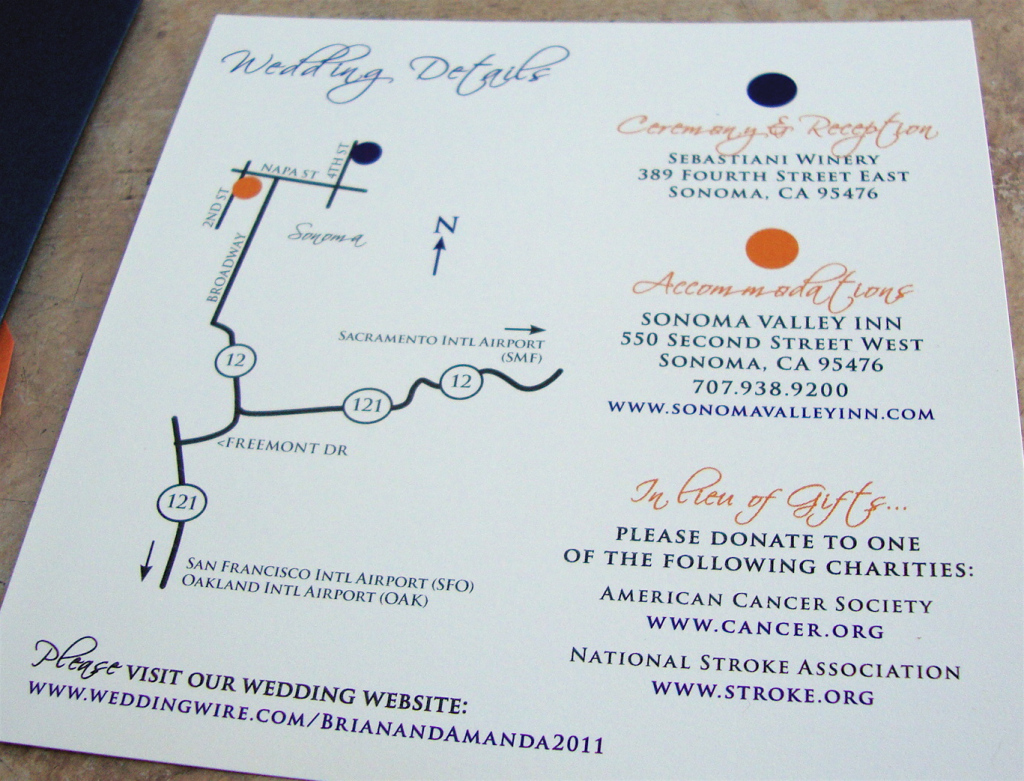 Wedding Details
NAPA ST
4TH ST
2ND ST
BROADWAY
Sonoma
N
SACRAMENTO INTL AIRPORT
(SMF)
12
121
12
<FREEMONT DR
121
SAN FRANCISCO INTL AIRPORT (SFO)
OAKLAND INTL AIRPORT (OAK)
Please VISIT OUR WEDDING WEBSITE:
WWW.WEDDINGWIRE.COM/BRIANANDAMANDA2011
Ceremony & Reception
SEBASTIANI WINERY
389 FOURTH STREET EAST
SONOMA, CA 95476
Accommodations
SONOMA VALLEY INN
550 SECOND STREET WEST
SONOMA, CA 95476
707.938.9200
WWW.SONOMAVALLEYINN.COM
In lieu of Gifts...
PLEASE DONATE TO ONE
OF THE FOLLOWING CHARITIES:
AMERICAN CANCER SOCIETY
WWW.CANCER.ORG
NATIONAL STROKE ASSOCIATION
WWW.STROKE.ORG